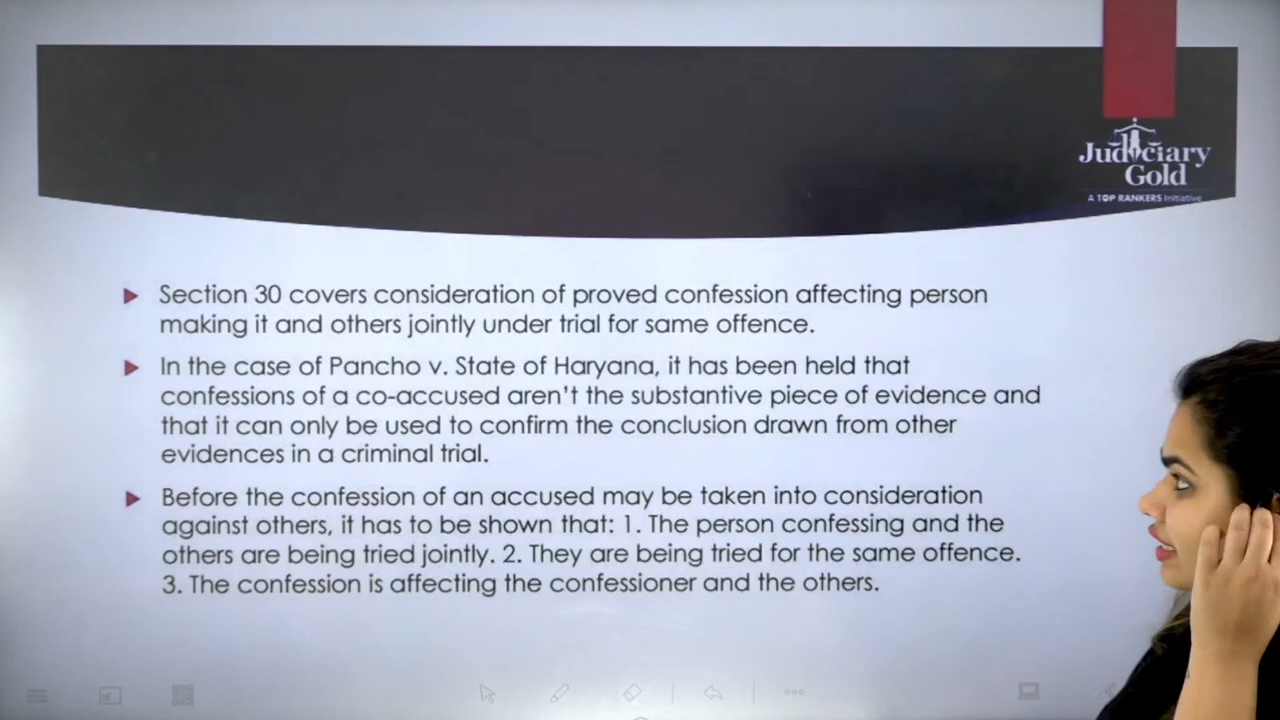 Judiciary
Gold
A TOP RANKERS Initiative
Section 30 covers consideration of proved confession affecting person
making it and others jointly under trial for same offence.
In the case of Pancho v. State of Haryana, it has been held that
confessions of a co-accused aren't the substantive piece of evidence and
that it can only be used to confirm the conclusion drawn from other
evidences in a criminal trial.
Before the confession of an accused may be taken into consideration
against others, it has to be shown that: 1. The person confessing and the
others are being tried jointly. 2. They are being tried for the same offence.
3. The confession is affecting the confessioner and the others.